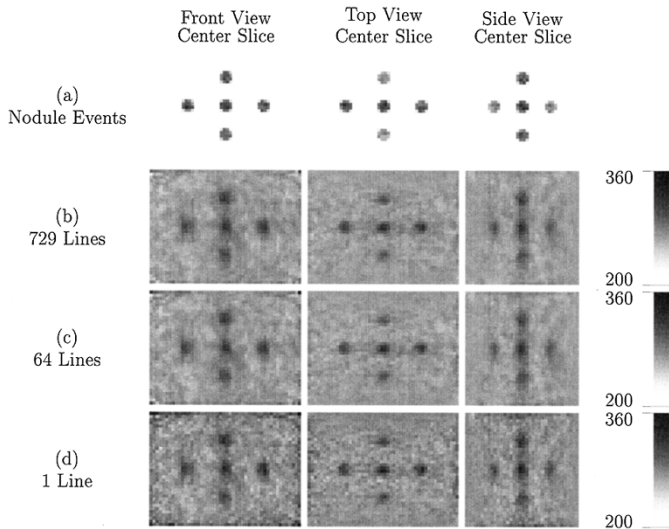 Front View
Center Slice
Top View
Center Slice
Side View
Center Slice
(a)
Nodule Events
(b)
729 Lines
360
200
(c)
64 Lines
360
200
(d)
1 Line
360
200